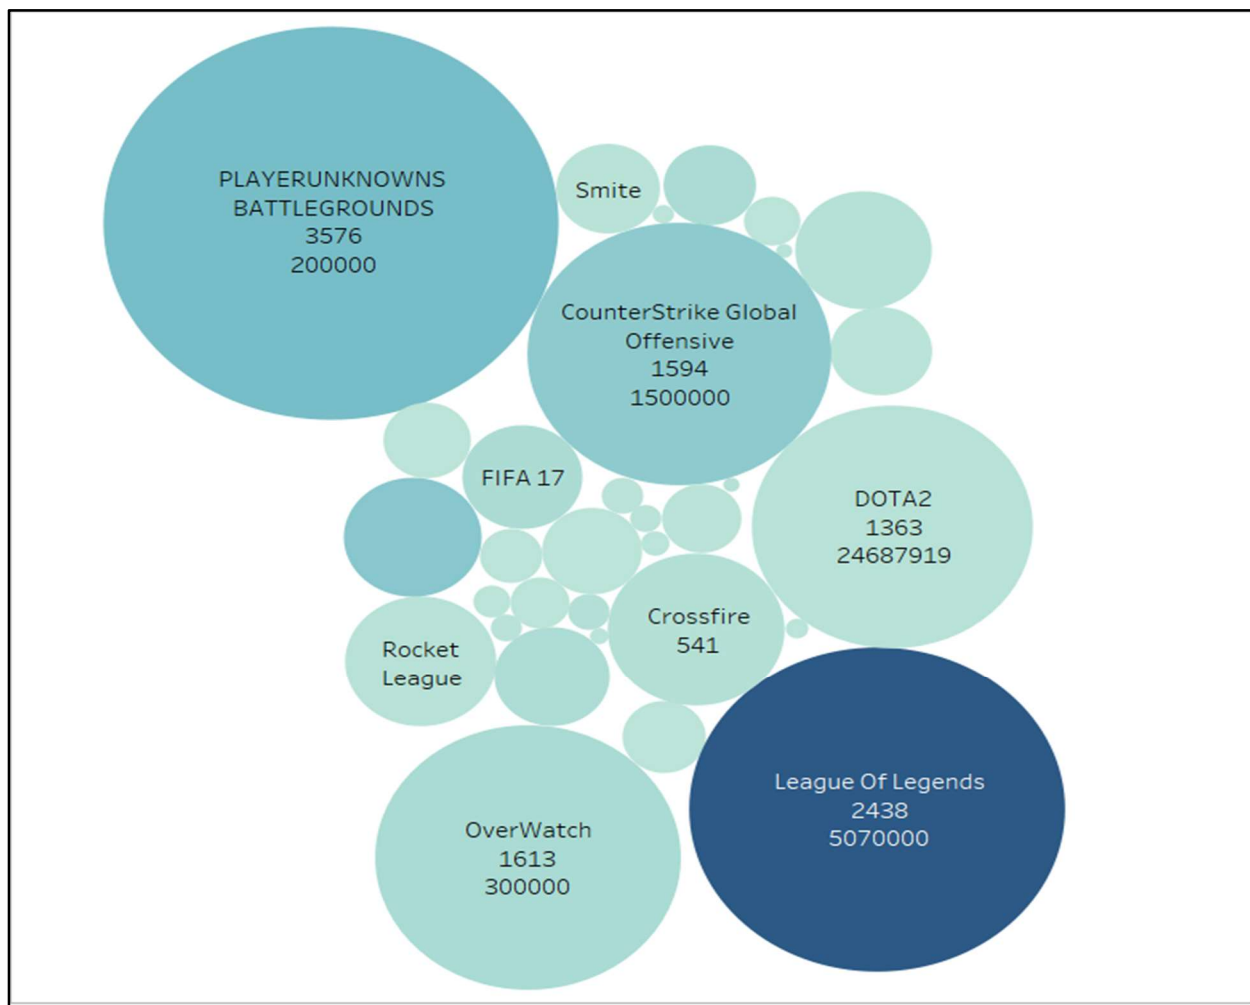 PLAYERUNKNOWNS
BATTLEGROUNDS
3576
200000
Smite
CounterStrike Global
Offensive
1594
1500000
FIFA 17
DOTA2
1363
24687919
Crossfire
541
Rocket
League
League Of Legends
2438
5070000
OverWatch
1613
300000